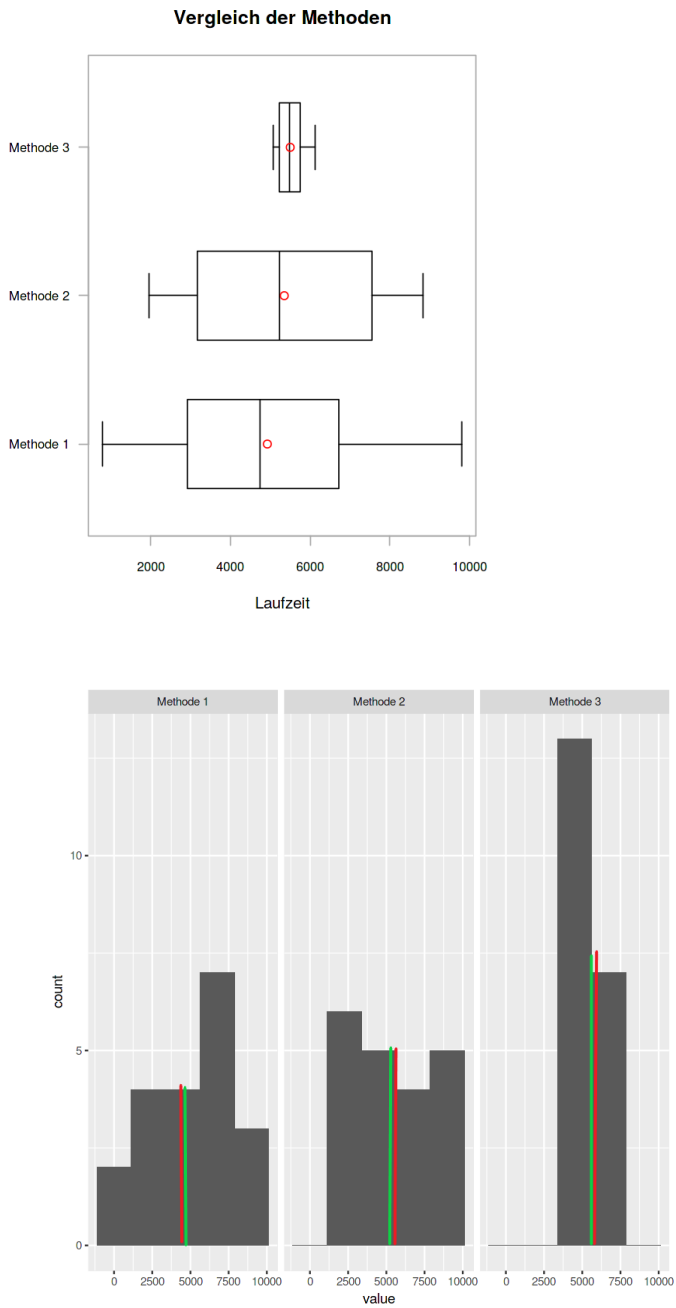 Vergleich der Methoden
Methode 3
Methode 2
Methode 1
2000 4000 6000 8000 10000
Laufzeit
Methode 1 Methode 2 Methode 3
10
count
5
0
0 2500 5000 7500 10000 0 2500 5000 7500 10000 0 2500 5000 7500 10000
value